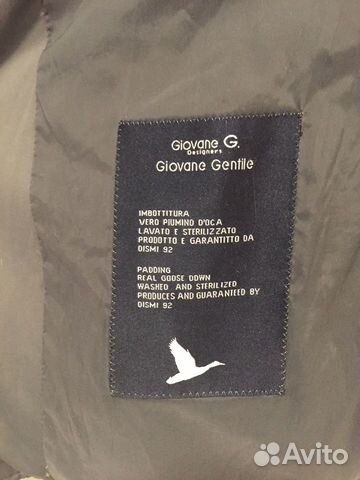 Giovane G.
Designers
Giovane Gentile
IMBOTTITURA
VERO PIUMINO D'OCA
LAVATO E STERILIZZATO
PRODOTTO E GARANTITTO DA
DISMI 92
PADDING
REAL GOOSE DOWN
WASHED AND STERILIZED
PRODUCES AND GUARANTEED BY
DISMI 92
Avito